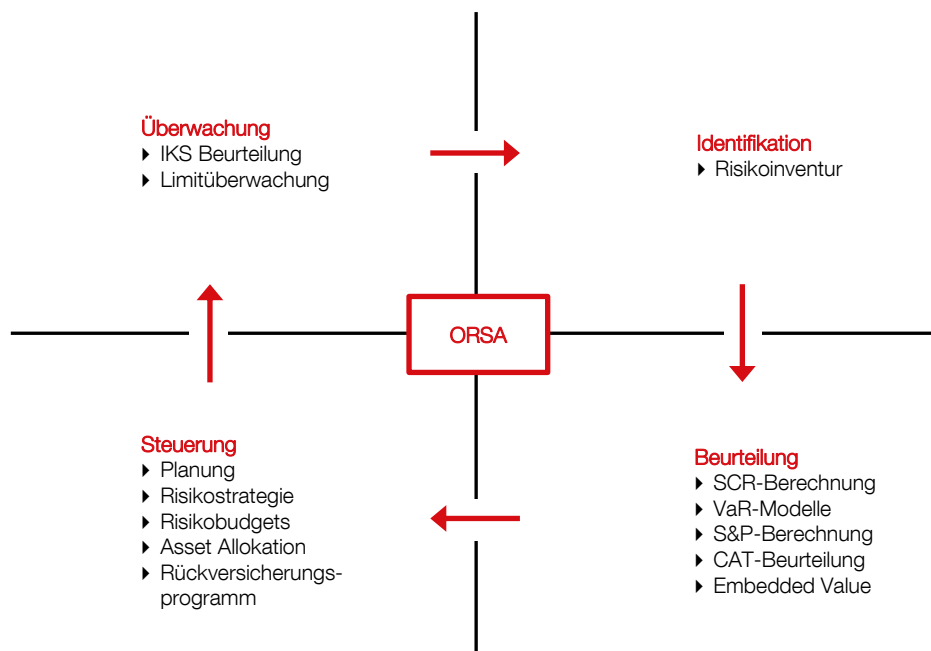 Überwachung
IKS Beurteilung
Limitüberwachung
Identifikation
Risikoinventur
ORSA
Steuerung
Planung
Risikostrategie
Risikobudgets
Asset Allokation
Rückversicherungs-
programm
Beurteilung
SCR-Berechnung
VaR-Modelle
S&P-Berechnung
CAT-Beurteilung
Embedded Value